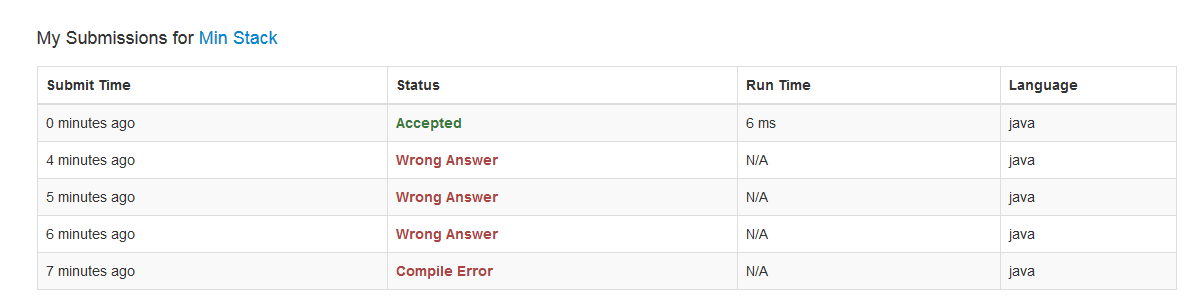 My Submissions for Min Stack
Submit Time Status Run Time Language
0 minutes ago Accepted 6 ms java
4 minutes ago Wrong Answer N/A java
5 minutes ago Wrong Answer N/A java
6 minutes ago Wrong Answer N/A java
7 minutes ago Compile Error N/A java